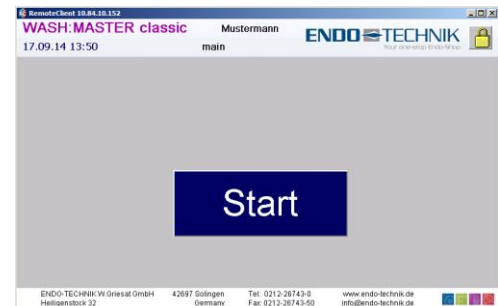 RemoteClient 10.84.10.152
WASH:MASTER classic Mustermann
ENDO TECHNIK
Your one-stop Endo-Shop
17.09.14 13:50 main
Start
ENDO-TECHNIK W.Griesat GmbH 42697 Solingen Tel: 0212-26743-0 www.endo-technik.de
Heiligenstock 32 Germany Fax: 0212-26743-50 info@endo-technik.de